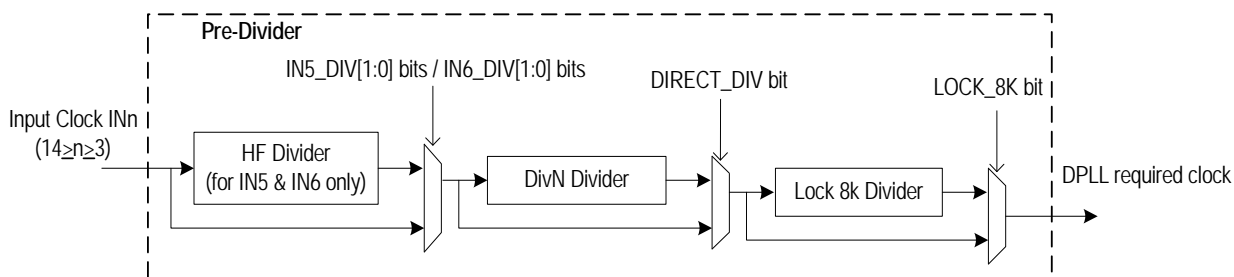 Pre-Divider
IN5_DIV[1:0] bits / IN6_DIV[1:0] bits
DIRECT_DIV bit
LOCK_8K bit
Input Clock INn
(14≥n≥3)
HF Divider
(for IN5 & IN6 only)
DivN Divider
Lock 8k Divider
DPLL required clock